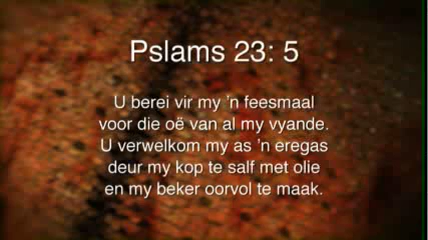 Pslams 23: 5
U berei vir my ’n feesmaal
voor die oë van al my vyande.
U verwelkom my as ’n eregas
deur my kop te salf met olie
en my beker oorvol te maak.